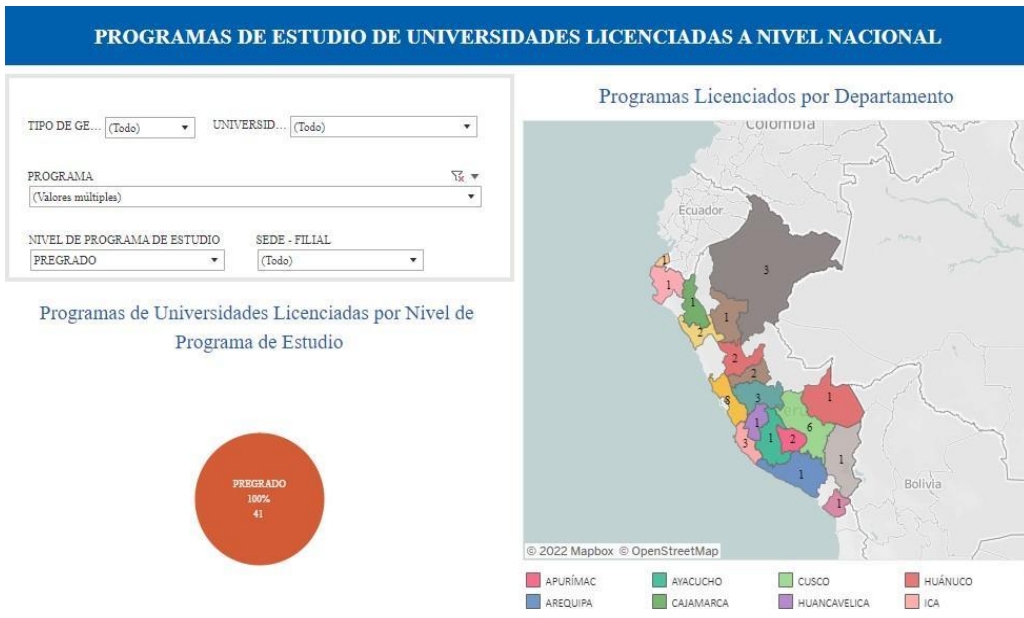 PROGRAMAS DE ESTUDIO DE UNIVERSIDADES LICENCIADAS A NIVEL NACIONAL
TIPO DE GE... (Todo) UNIVERSID... (Todo)
PROGRAMA
(Valores múltiples)
NIVEL DE PROGRAMA DE ESTUDIO SEDE - FILIAL
PREGRADO (Todo)
Programas de Universidades Licenciadas por Nivel de
Programa de Estudio
PREGRADO
100%
41
Programas Licenciados por Departamento
Colombia
Ecuador
1
3
1
1
1
2
2
2
8
3
1
1
6
3
1
2
1
1
1
Bolivia
© 2022 Mapbox © OpenStreetMap
APURÍMAC AYACUCHO CUSCO HUÁNUCO
AREQUIPA CAJAMARCA HUANCAVELICA ICA